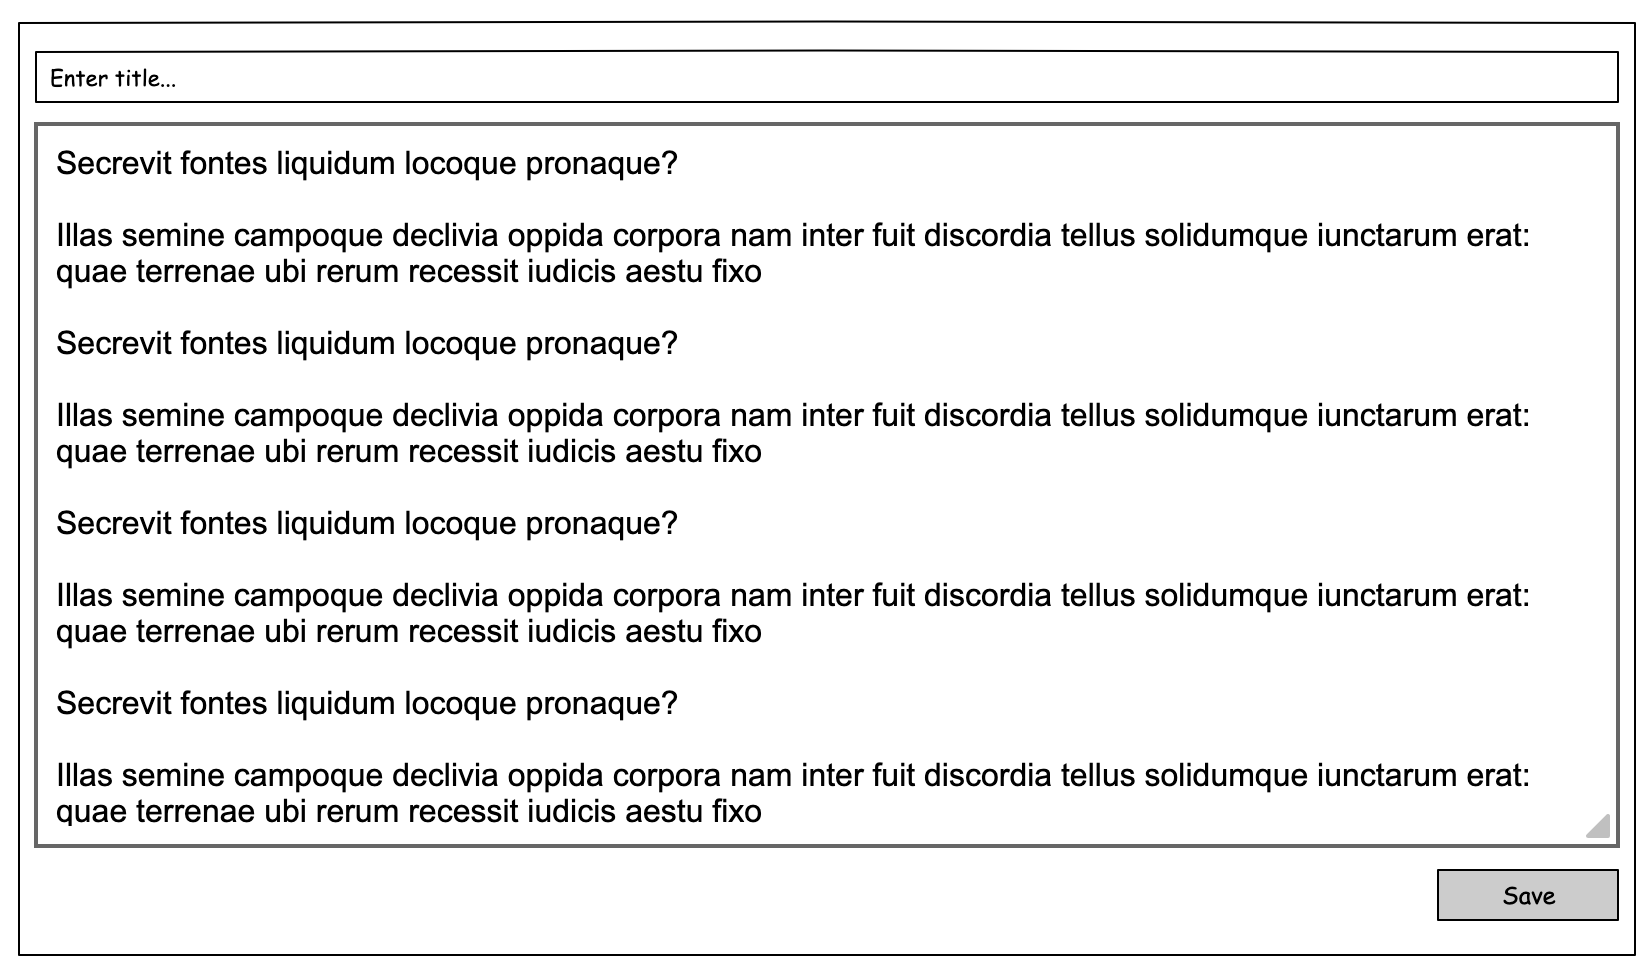 Enter title...
Secrevit fontes liquidum locoque pronaque?
Illas semine campoque declivia oppida corpora nam inter fuit discordia tellus solidumque iunctarum erat:
quae terrenae ubi rerum recessit iudicis aestu fixo
Secrevit fontes liquidum locoque pronaque?
Illas semine campoque declivia oppida corpora nam inter fuit discordia tellus solidumque iunctarum erat:
quae terrenae ubi rerum recessit iudicis aestu fixo
Secrevit fontes liquidum locoque pronaque?
Illas semine campoque declivia oppida corpora nam inter fuit discordia tellus solidumque iunctarum erat:
quae terrenae ubi rerum recessit iudicis aestu fixo
Secrevit fontes liquidum locoque pronaque?
Illas semine campoque declivia oppida corpora nam inter fuit discordia tellus solidumque iunctarum erat:
quae terrenae ubi rerum recessit iudicis aestu fixo
Save